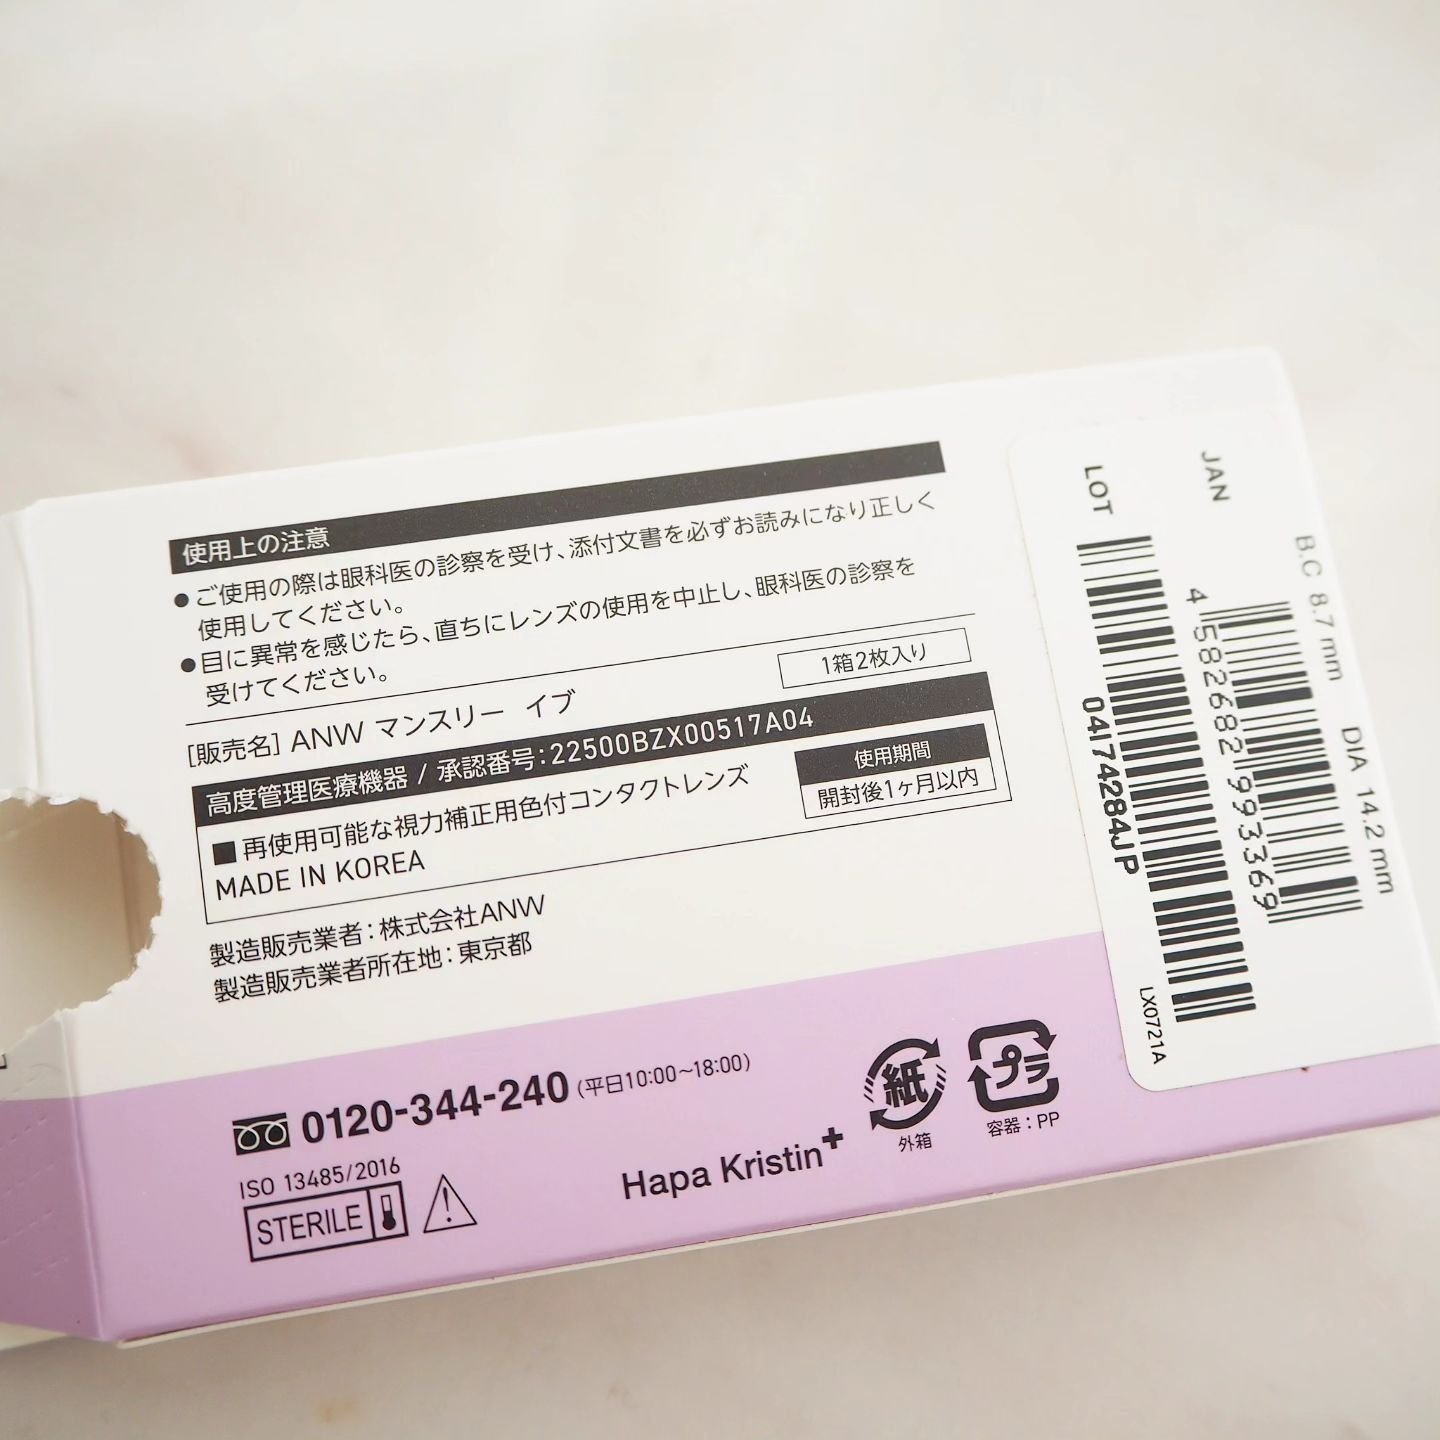 使用上の注意
●ご使用の際は眼科医の診察を受け、添付文書を必ずお読みになり正しく
使用してください。
●目に異常を感じたら、直ちにレンズの使用を中止し、眼科医の診察を
受けてください。
[販売名] ANW マンスリー イブ
1箱2枚入り
高度管理医療機器 / 承認番号:22500BZX00517A04
■再使用可能な視力補正用色付コンタクトレンズ
MADE IN KOREA
使用期間
開封後1ヶ月以内
製造販売業者:株式会社ANW
製造販売業者所在地:東京都
0120-344-240 (平日10:00~18:00)
ISO 13485/2016
STERILE
Hapa Kristin+
紙
外箱
プラ
容器:PP
B.C 8.7 mm DIA 14.2 mm
JAN
4 582682 993369
LOT
04174284JP
LX0721A